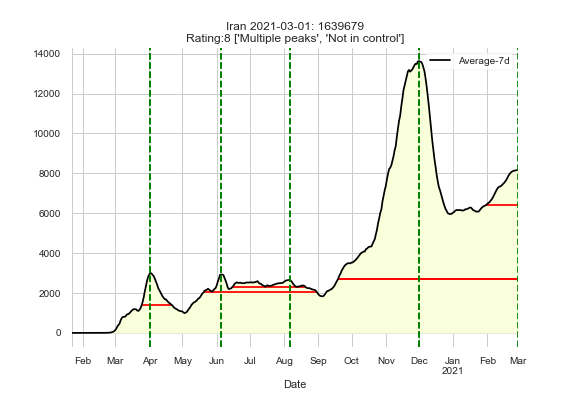 Iran 2021-03-01: 1639679
Rating:8 ['Multiple peaks', 'Not in control']
Average-7d
14000
12000
10000
8000
6000
4000
2000
0
Feb Mar Apr May Jun Jul Aug Sep Oct Nov Dec Jan Feb Mar
2021
Date